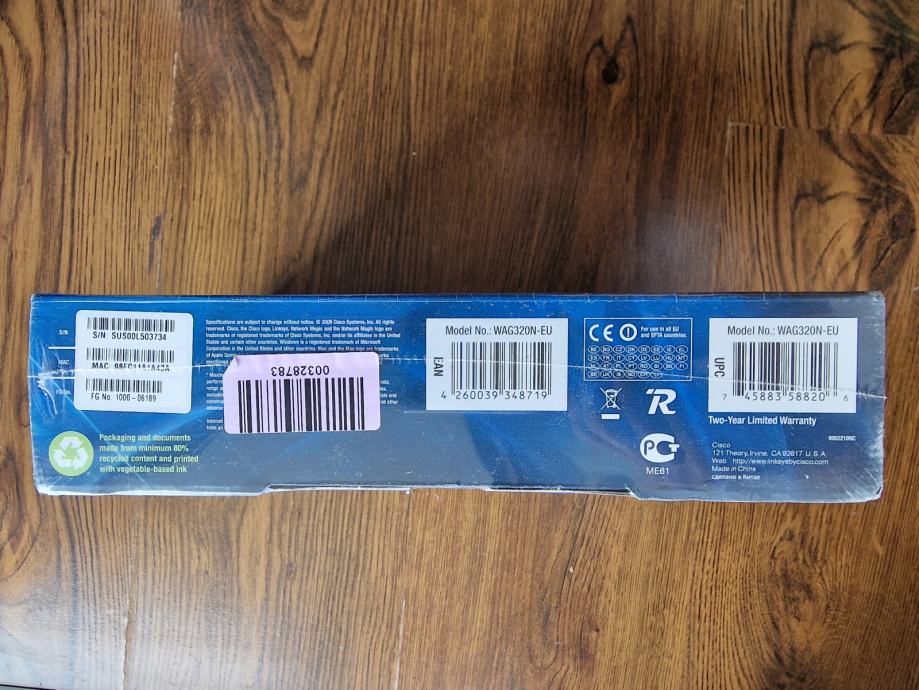 S/N
S/N: SUS00L503734
MAC
FG No. 1000 - 06189
Packaging and documents
made from minimum 80%
recycled content and printed
with vegetable-based ink
Specifications are subject to change without notice. © 2009 Cisco Systems, Inc. All rights
reserved. Cisco, the Cisco logo, Linksys, Network Magic and the Network Magic logo are
trademarks or registered trademarks of Cisco Systems, Inc. and/or its affiliates in the United
States and certain other countries. Windows is a registered trademark of Microsoft
Corporation in the United States and other countries. Mac and the Mac logo are trademarks
of Apple
00328783
Model No.: WAG320N-EU
EAN
4 260039 348719
CE
For use in all EU
and EFTA countries
R
PG
ME61
Model No.: WAG320N-EU
UPC
7 45883 58820 6
Two-Year Limited Warranty
Cisco
121 Theory, Irvine, CA 92617 U.S.A.
Web http://www.linksysbycisco.com
Made in China
сделано в Китае